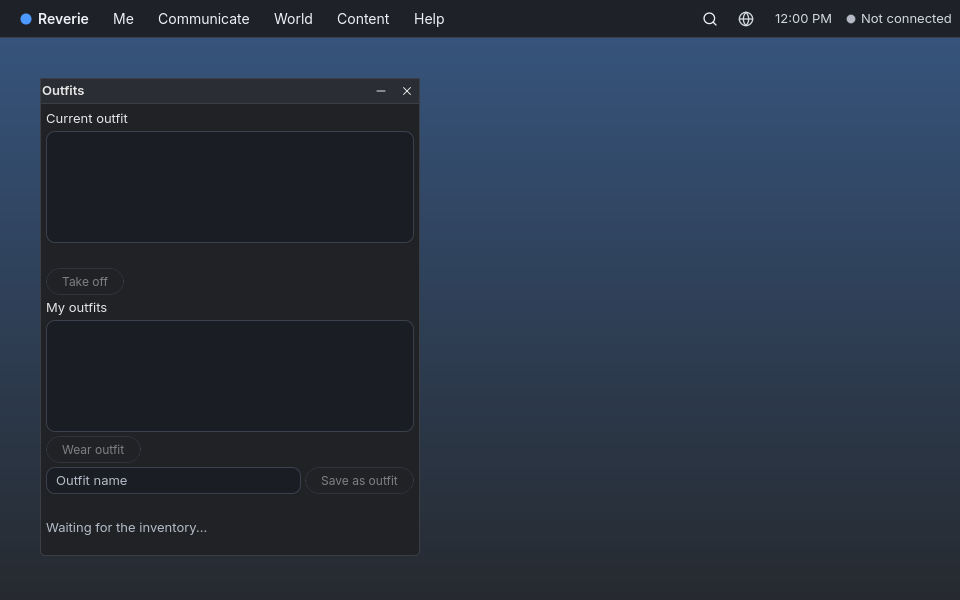 Reverie Me Communicate World Content Help 12:00 PM Not connected
Outfits
Current outfit
Take off
My outfits
Wear outfit
Outfit name Save as outfit
Waiting for the inventory...